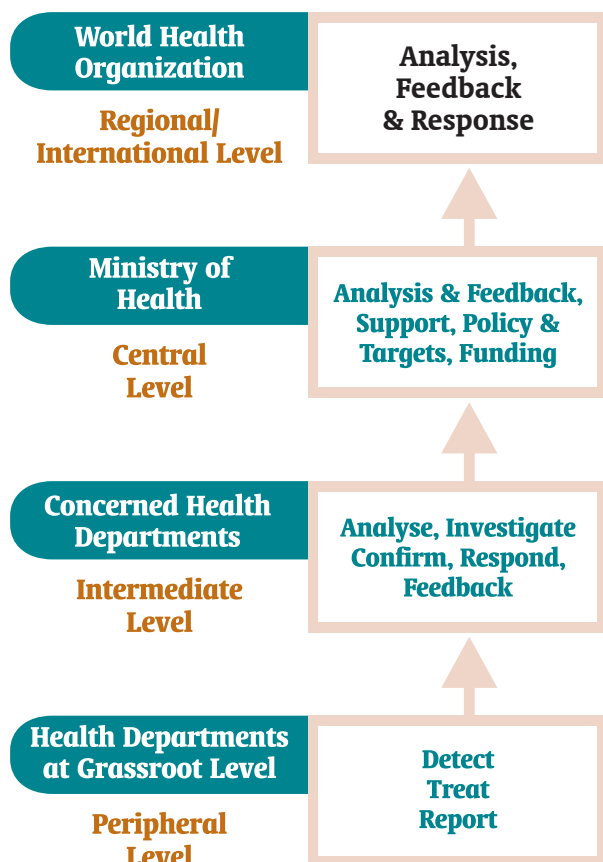 World Health
Organization
Regional/
International Level
Analysis,
Feedback
& Response
Ministry of
Health
Central
Level
Analysis & Feedback,
Support, Policy &
Targets, Funding
Concerned Health
Departments
Intermediate
Level
Analyse, Investigate
Confirm, Respond,
Feedback
Health Departments
at Grassroot Level
Peripheral
Level
Detect
Treat
Report